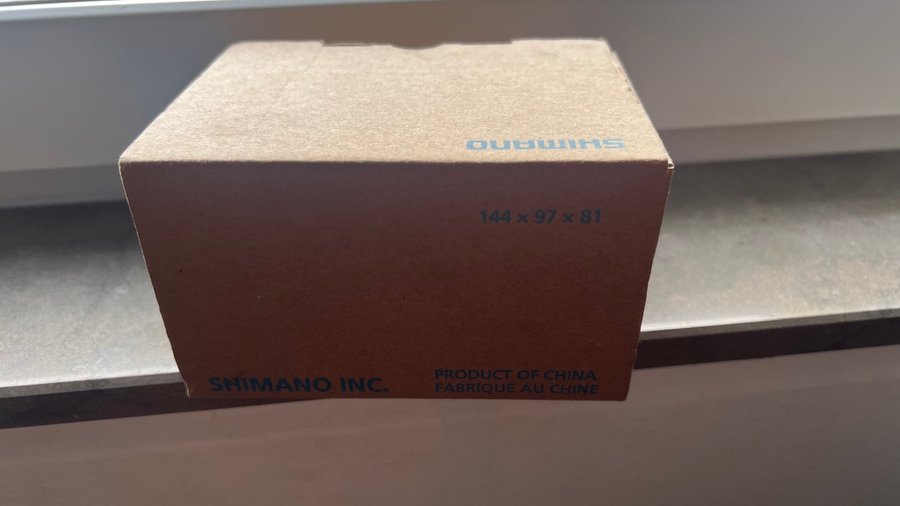 SHIMANO
144 × 97 × 81
SHIMANO INC.
PRODUCT OF CHINA
FABRIQUÉ AU CHINE